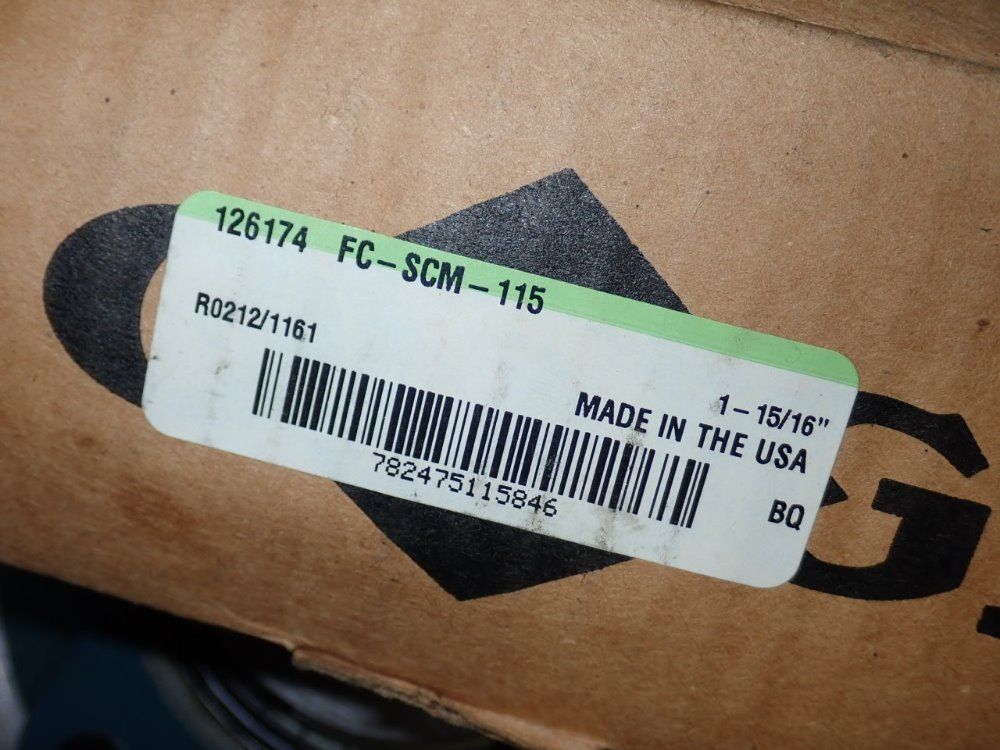 126174 FC-SCM-115
R0212/1161
1-15/16"
MADE IN THE USA
782475115846
BQ
G